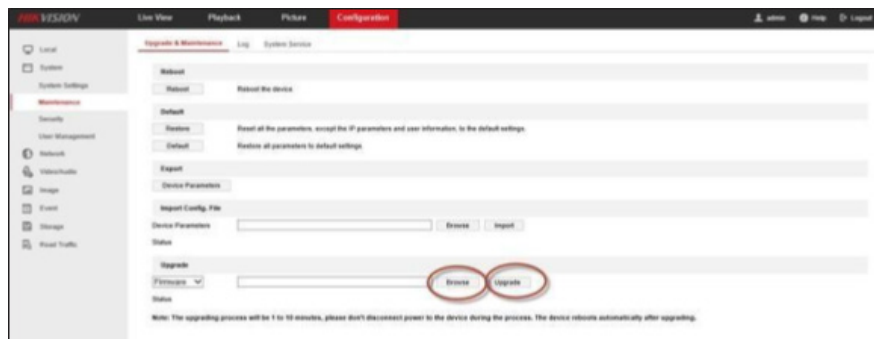 HIKVISION
Live View Playback Picture Configuration
admin Help Logout
Local
System
System Settings
Maintenance
Security
User Management
Network
Video/Audio
Image
Event
Storage
Road Traffic
Upgrade & Maintenance Log System Service
Reboot
Reboot Reboot the device.
Default
Restore Reset all the parameters, except the IP parameters and user information, to the default settings.
Default Restore all parameters to default settings.
Export
Device Parameters
Import Config. File
Device Parameters Browse Import
Status
Upgrade
Firmware Browse Upgrade
Status
Note: The upgrading process will be 1 to 10 minutes, please don't disconnect power to the device during the process. The device reboots automatically after upgrading.